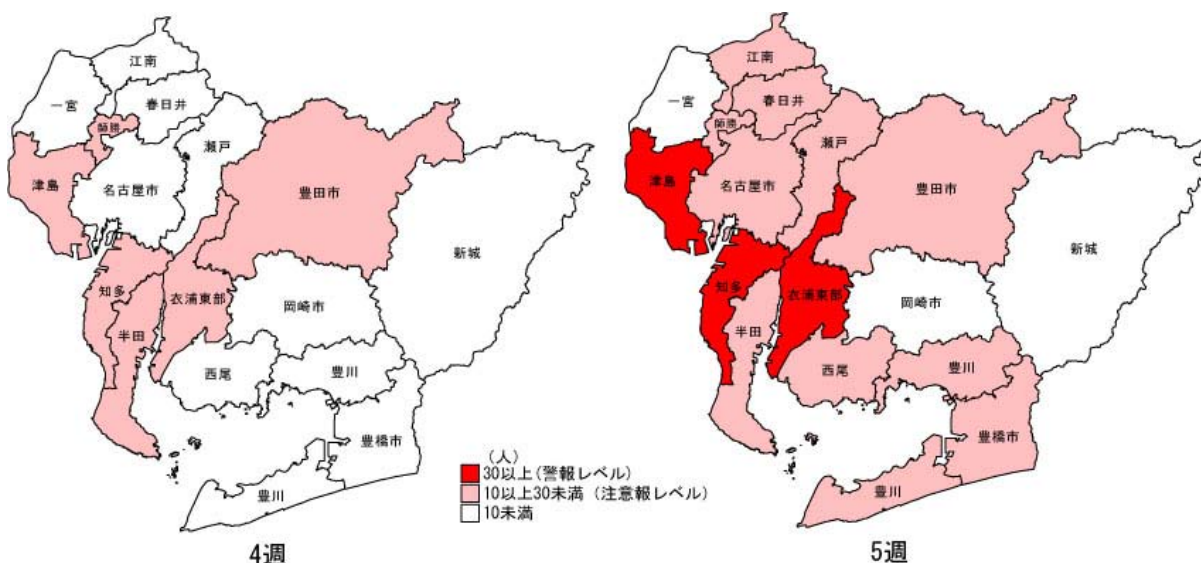 江南
一宮
春日井
師勝
瀬戸
津島
名古屋市
豊田市
新城
知多
衣浦東部
岡崎市
半田
西尾
豊川
豊橋市
豊川
4週
(人)
30以上(警報レベル)
10以上30未満 (注意報レベル)
10未満
江南
一宮
春日井
師勝
瀬戸
津島
名古屋市
豊田市
新城
知多
衣浦東部
岡崎市
半田
西尾
豊川
豊橋市
豊川
5週